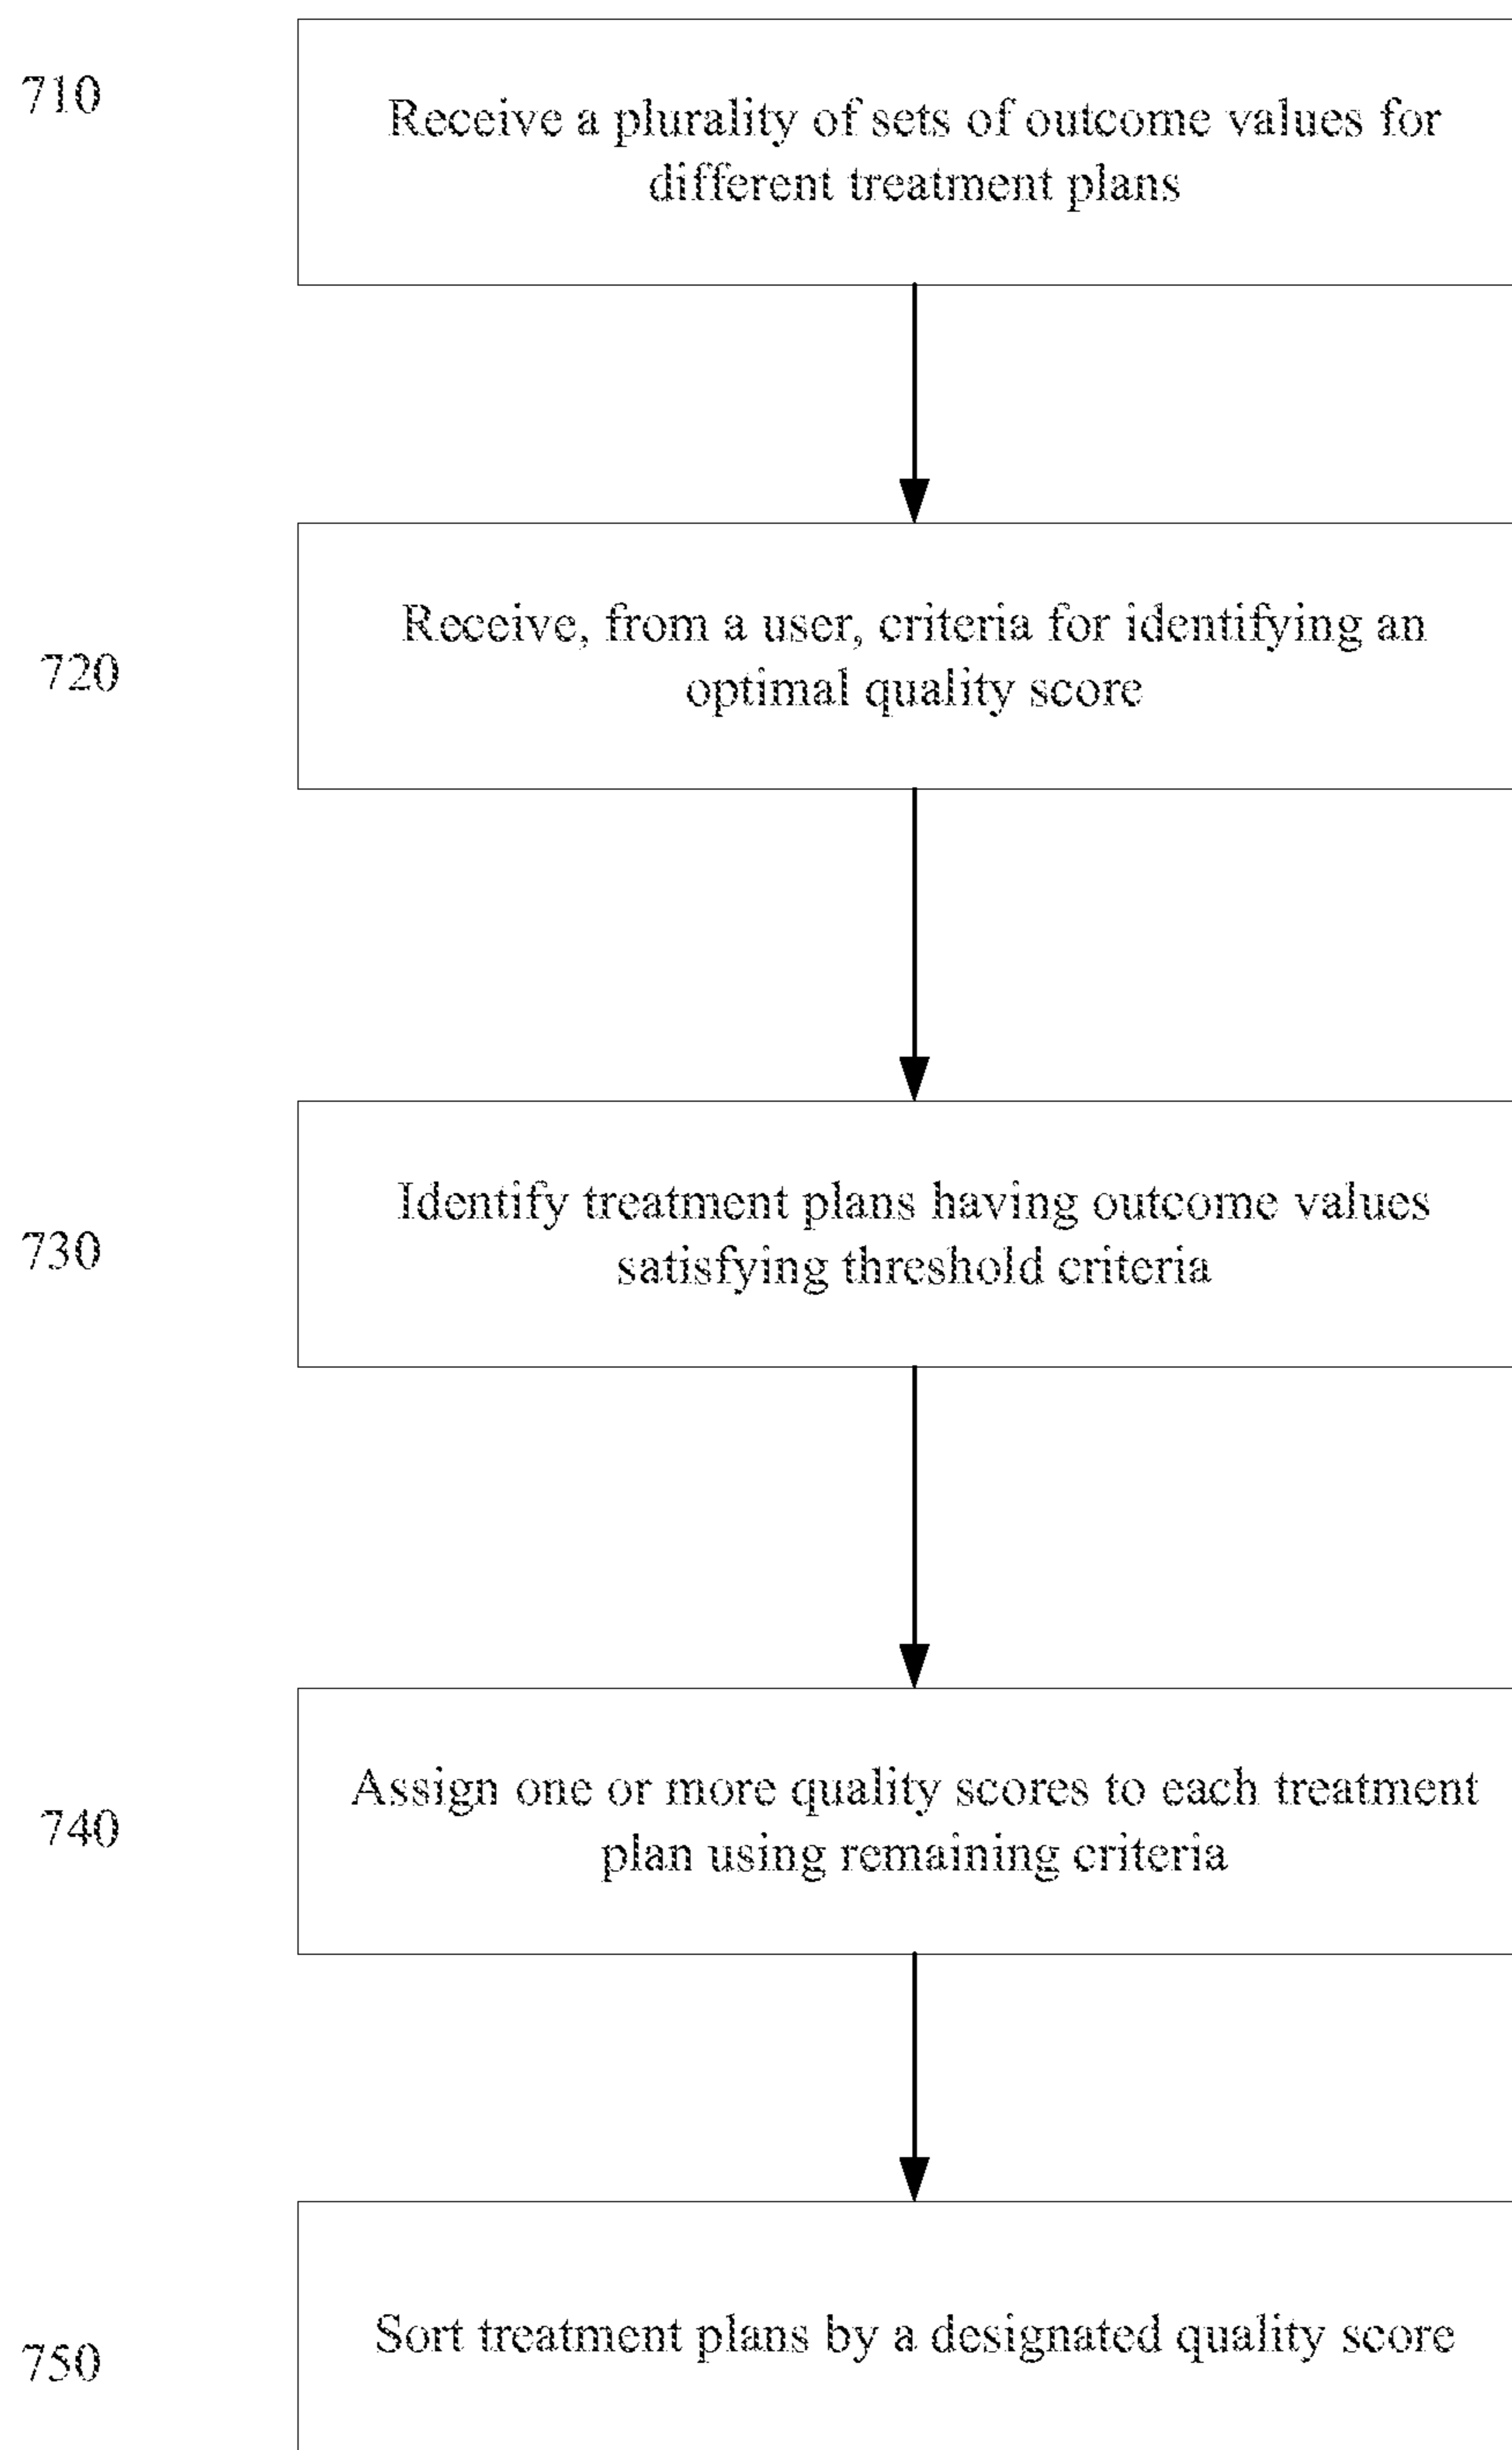 710
Receive a plurality of sets of outcome values for
different treatment plans
720
Receive, from a user, criteria for identifying an
optimal quality score
730
Identify treatment plans having outcome values
satisfying threshold criteria
740
Assign one or more quality scores to each treatment
plan using remaining criteria
750
Sort treatment plans by a designated quality score